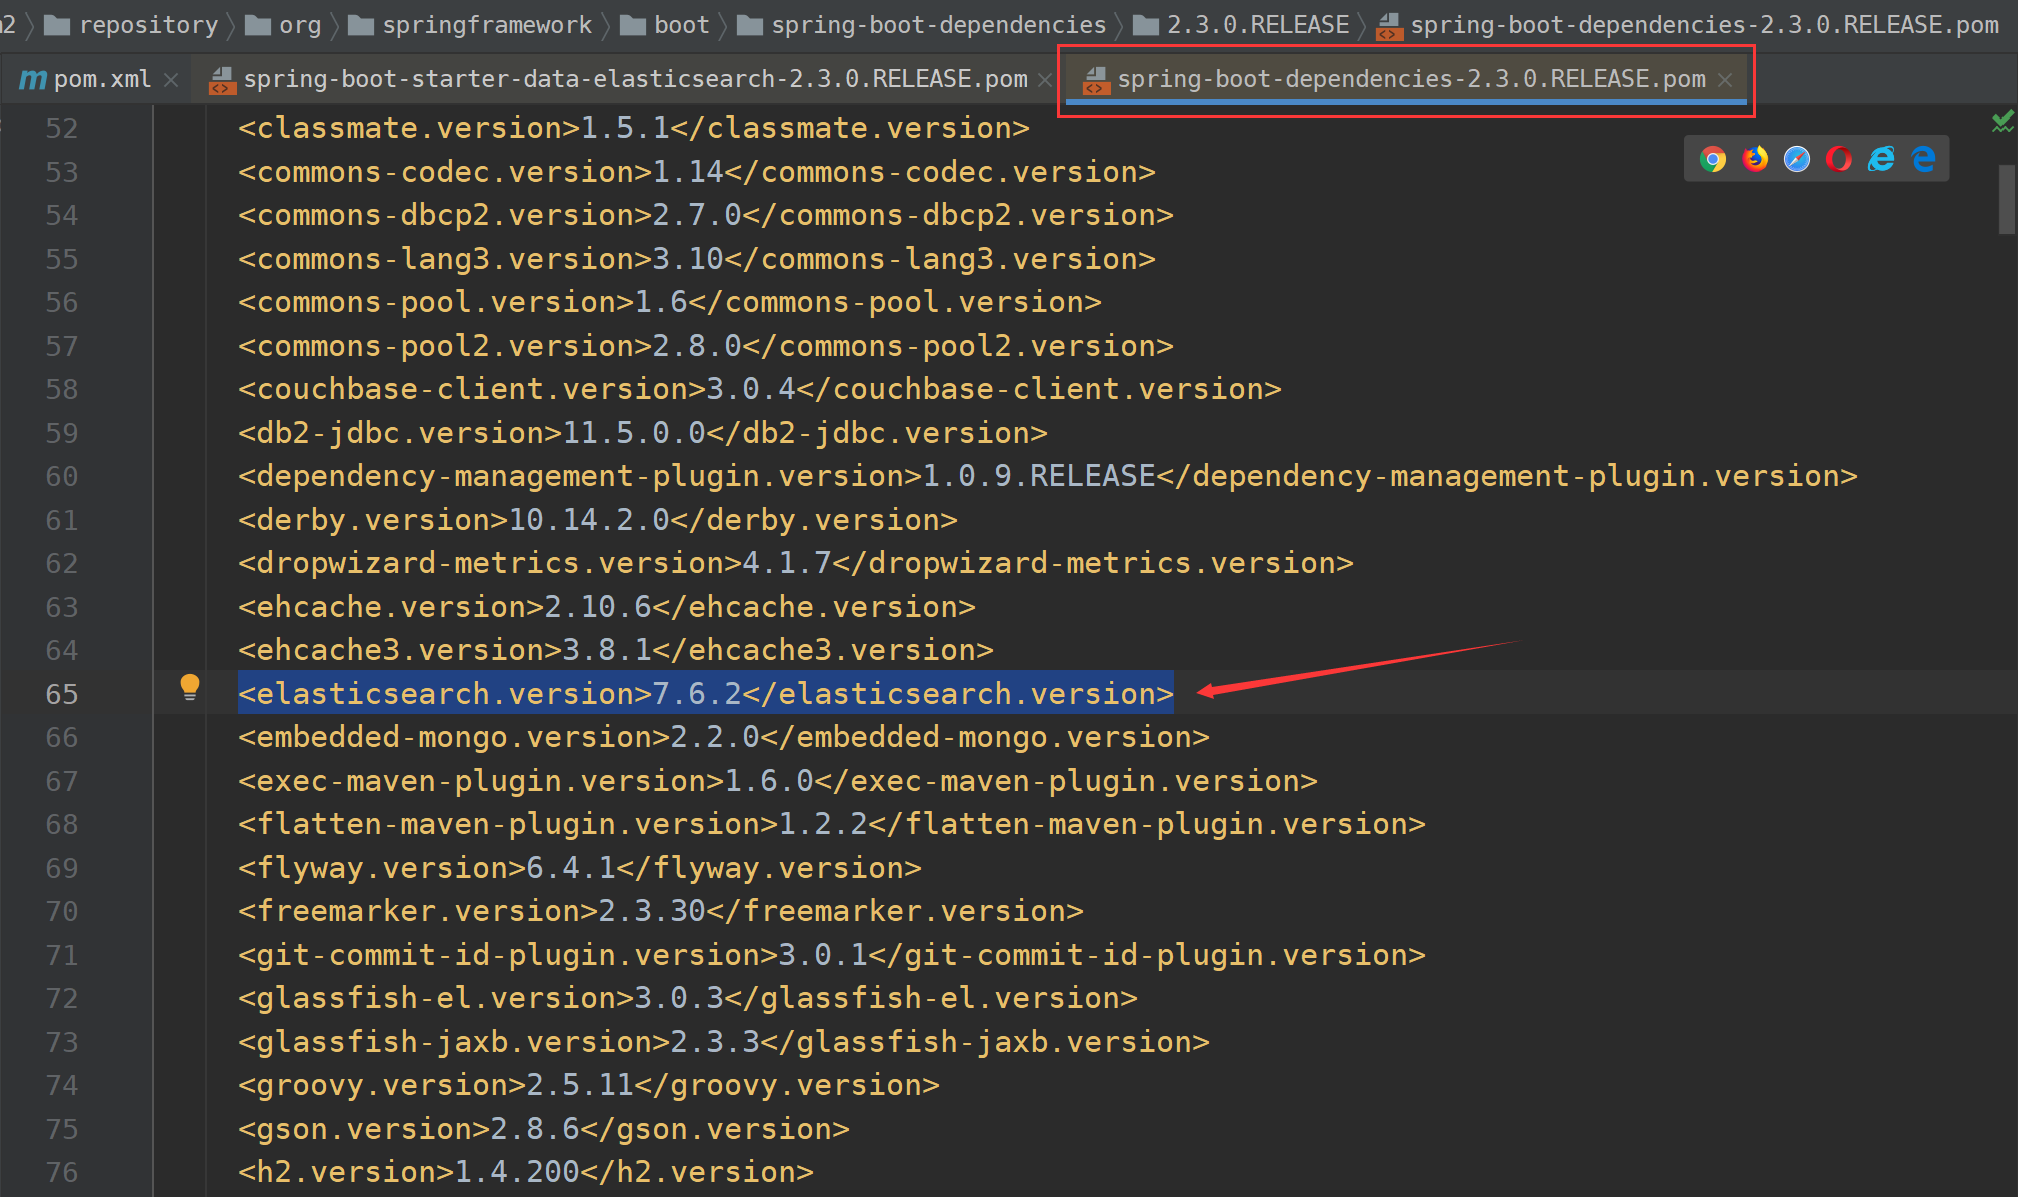 repository org springframework boot spring-boot-dependencies 2.3.0.RELEASE spring-boot-dependencies-2.3.0.RELEASE.pom
pom.xml spring-boot-starter-data-elasticsearch-2.3.0.RELEASE.pom spring-boot-dependencies-2.3.0.RELEASE.pom
52 <classmate.version>1.5.1</classmate.version>
53 <commons-codec.version>1.14</commons-codec.version>
54 <commons-dbcp2.version>2.7.0</commons-dbcp2.version>
55 <commons-lang3.version>3.10</commons-lang3.version>
56 <commons-pool.version>1.6</commons-pool.version>
57 <commons-pool2.version>2.8.0</commons-pool2.version>
58 <couchbase-client.version>3.0.4</couchbase-client.version>
59 <db2-jdbc.version>11.5.0.0</db2-jdbc.version>
60 <dependency-management-plugin.version>1.0.9.RELEASE</dependency-management-plugin.version>
61 <derby.version>10.14.2.0</derby.version>
62 <dropwizard-metrics.version>4.1.7</dropwizard-metrics.version>
63 <ehcache.version>2.10.6</ehcache.version>
64 <ehcache3.version>3.8.1</ehcache3.version>
65 <elasticsearch.version>7.6.2</elasticsearch.version>
66 <embedded-mongo.version>2.2.0</embedded-mongo.version>
67 <exec-maven-plugin.version>1.6.0</exec-maven-plugin.version>
68 <flatten-maven-plugin.version>1.2.2</flatten-maven-plugin.version>
69 <flyway.version>6.4.1</flyway.version>
70 <freemarker.version>2.3.30</freemarker.version>
71 <git-commit-id-plugin.version>3.0.1</git-commit-id-plugin.version>
72 <glassfish-el.version>3.0.3</glassfish-el.version>
73 <glassfish-jaxb.version>2.3.3</glassfish-jaxb.version>
74 <groovy.version>2.5.11</groovy.version>
75 <gson.version>2.8.6</gson.version>
76 <h2.version>1.4.200</h2.version>